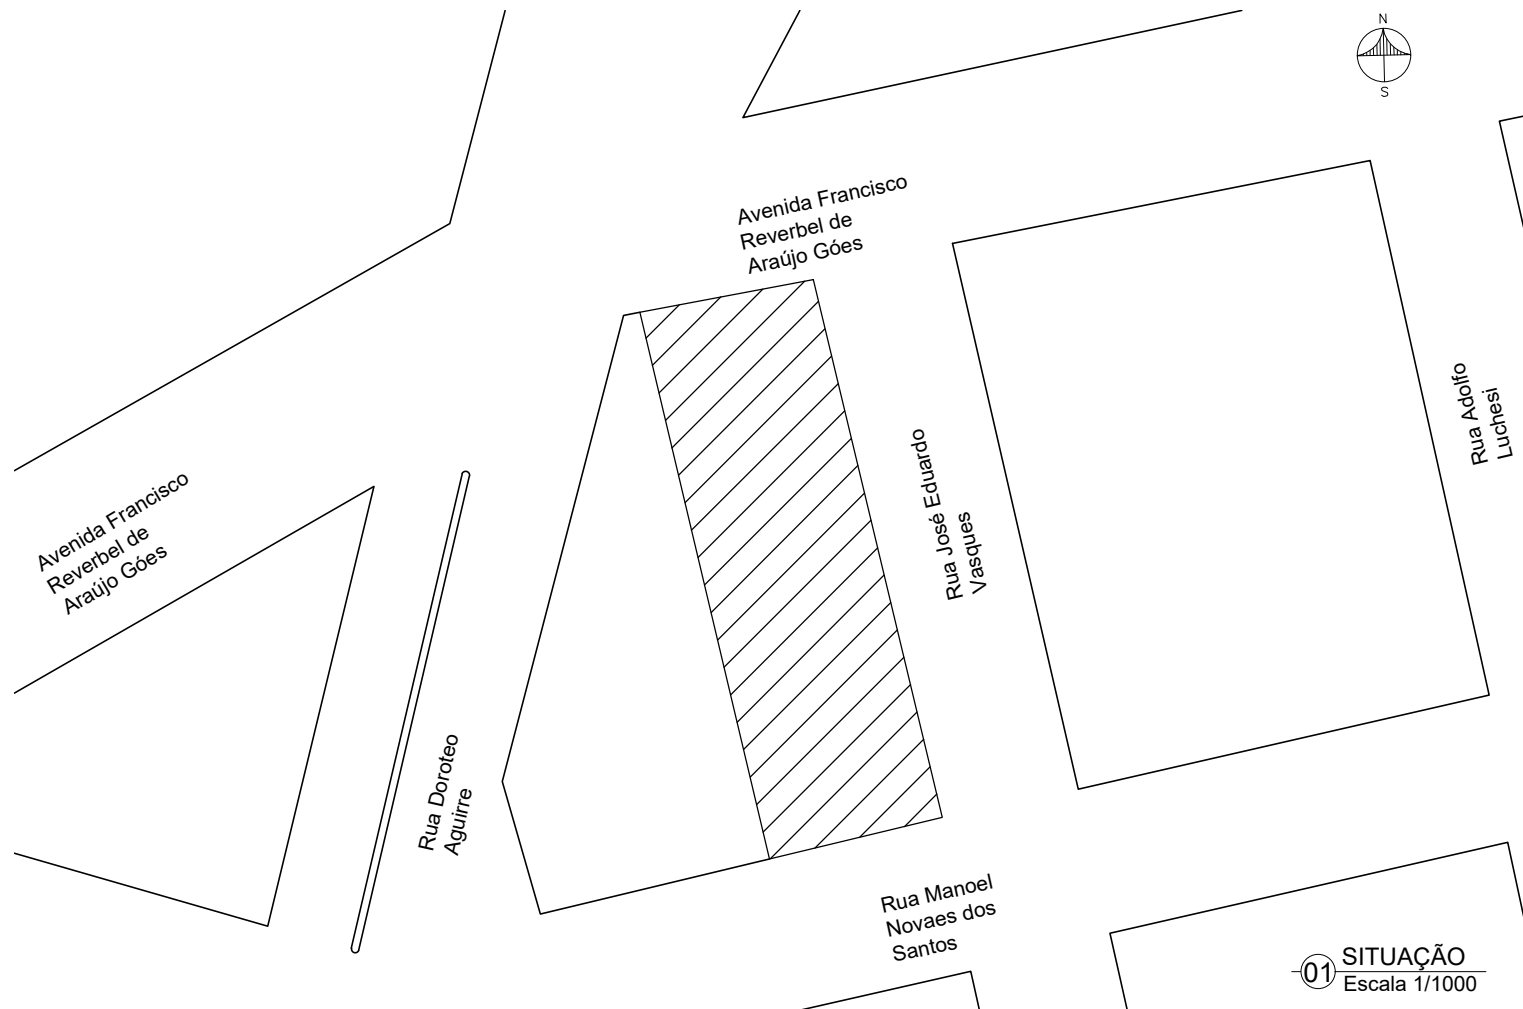 N
S
Avenida Francisco
Reverbel de
Araújo Góes
Rua Adolfo
Luchesi
Rua José Eduardo
Vasques
Avenida Francisco
Reverbel de
Araújo Góes
Rua Doroteo
Aguirre
Rua Manoel
Novaes dos
Santos
01 SITUAÇÃO
Escala 1/1000